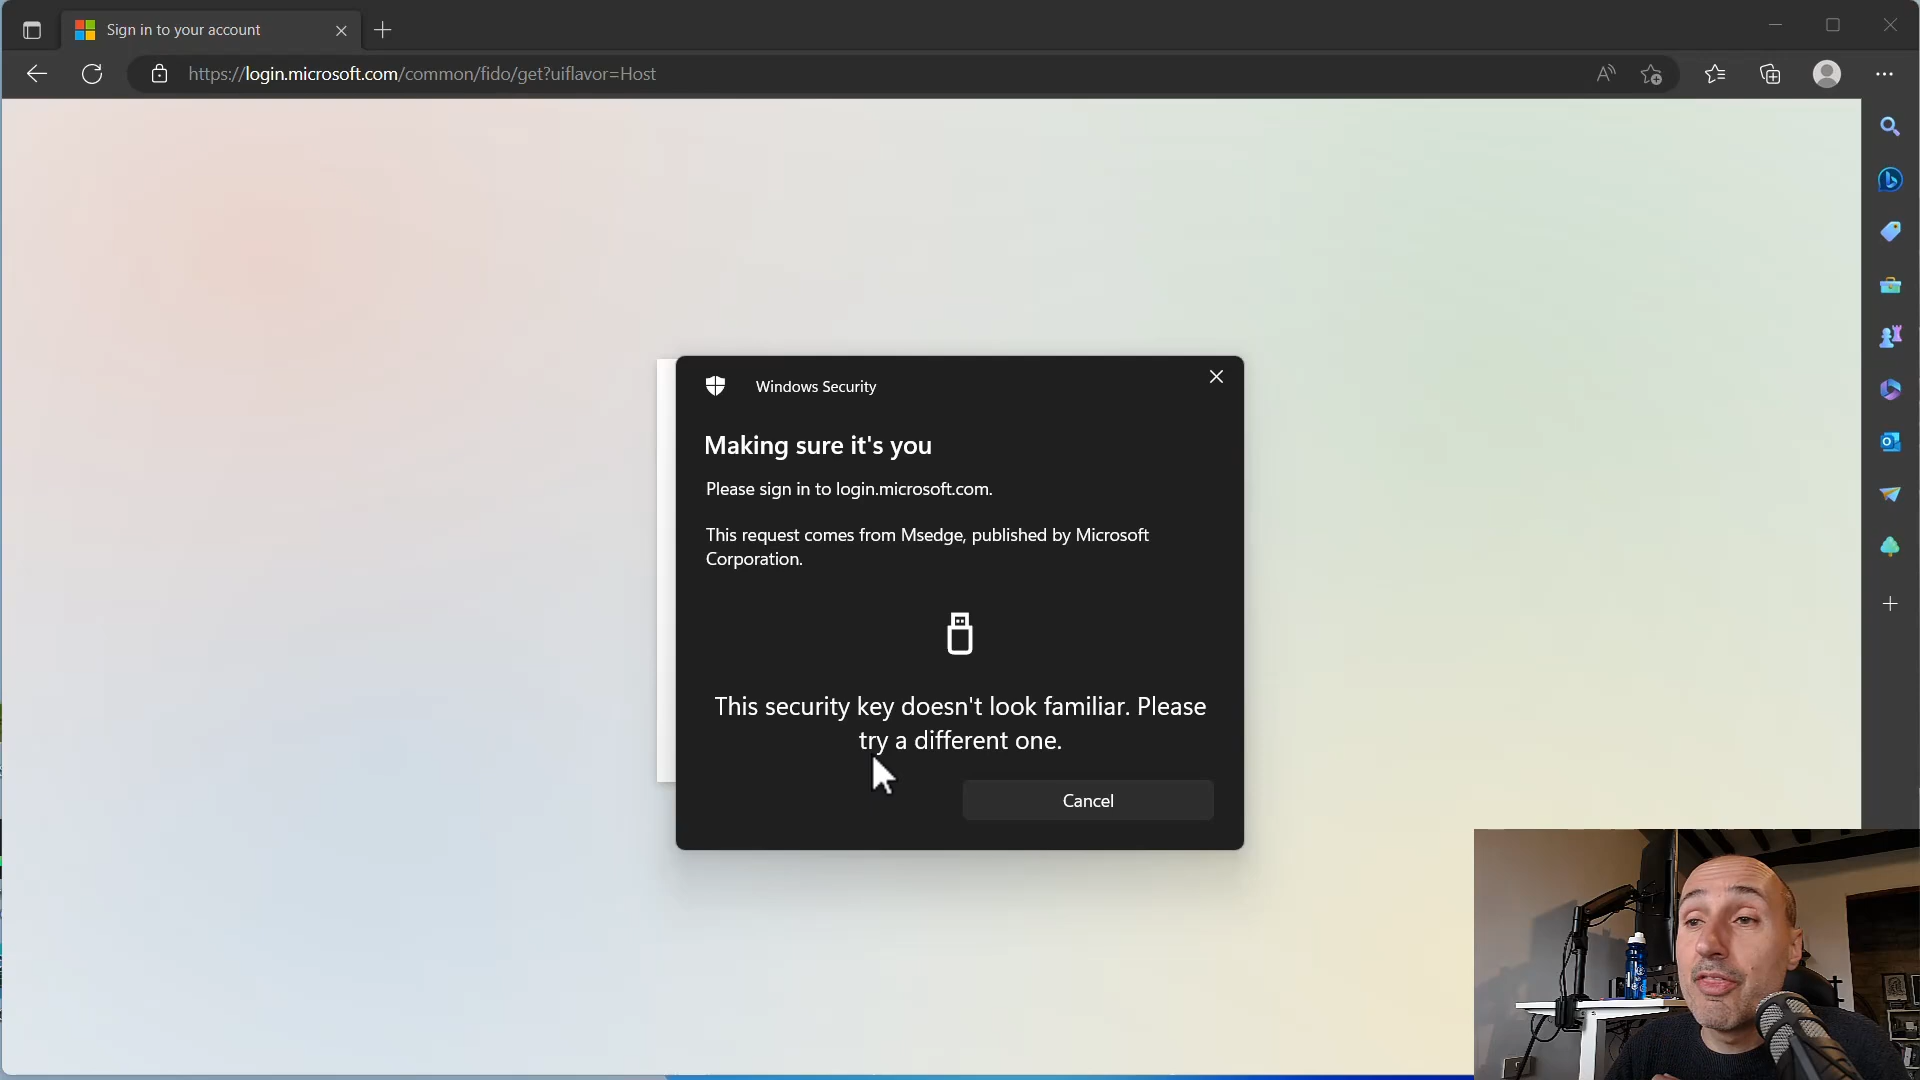 Sign in to your account
https://login.microsoft.com/common/fido/get?uiflavor=Host
Windows Security
Making sure it's you
Please sign in to login.microsoft.com.
This request comes from Msedge, published by Microsoft
Corporation.
This security key doesn't look familiar. Please
try a different one.
Cancel